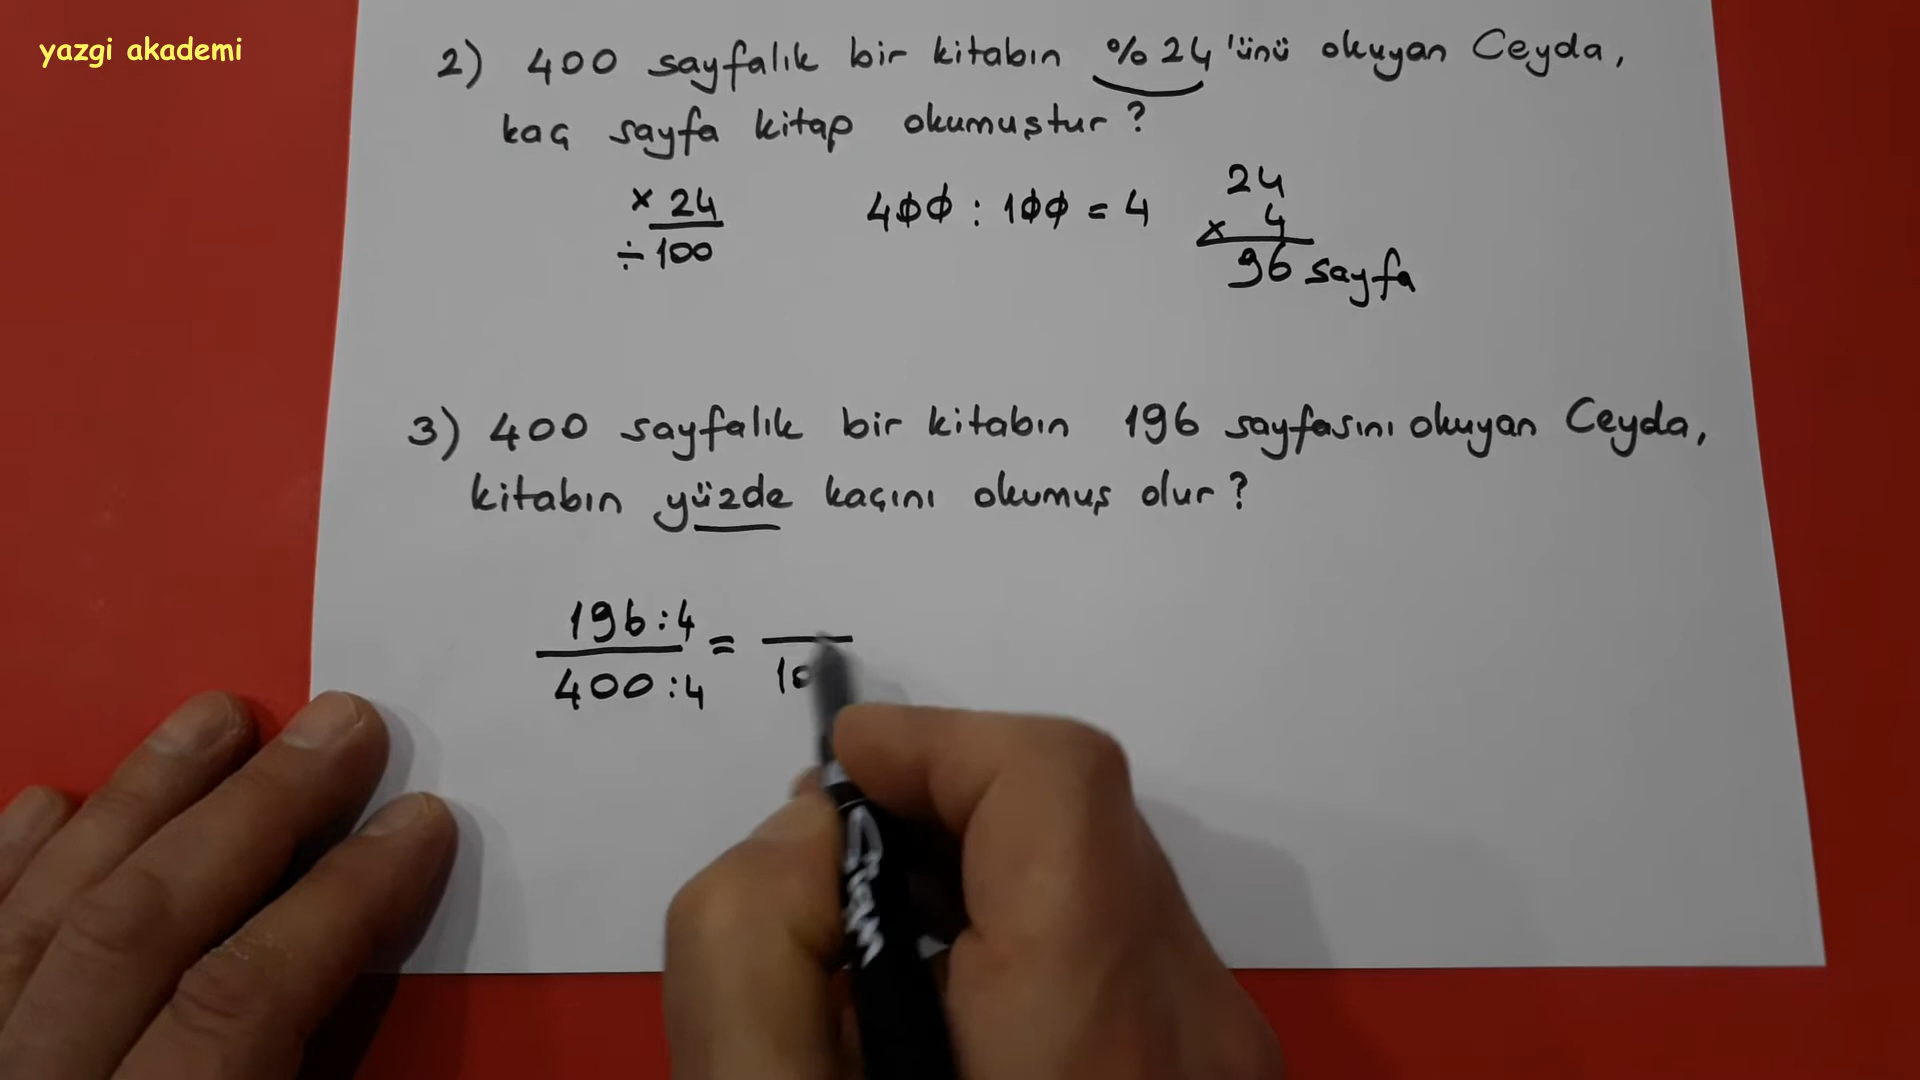 yazgi akademi
2) 400 sayfalık bir kitabın %24'ünü okuyan Ceyda,
kaç sayfa kitap okumuştur?
x 24
÷ 100
400 : 100 = 4
24
x 4
96 sayfa
3) 400 sayfalık bir kitabın 196 sayfasını okuyan Ceyda,
kitabın yüzde kaçını okumuş olur?
196 : 4
400 : 4
=
10